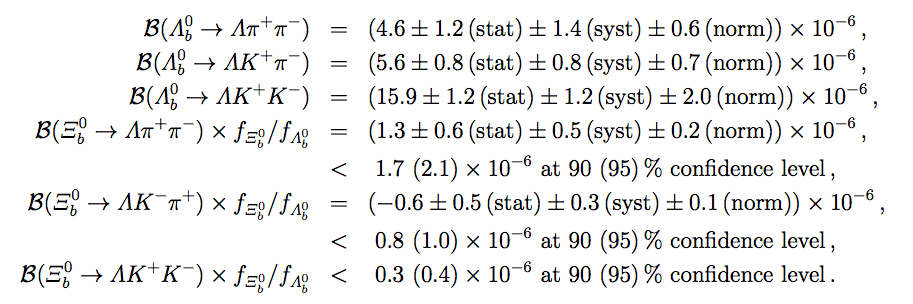 𝓑(Λ_b^0 → Λπ^+π^−) = (4.6 ± 1.2 (stat) ± 1.4 (syst) ± 0.6 (norm)) × 10^−6 ,
𝓑(Λ_b^0 → ΛK^+π^−) = (5.6 ± 0.8 (stat) ± 0.8 (syst) ± 0.7 (norm)) × 10^−6 ,
𝓑(Λ_b^0 → ΛK^+K^−) = (15.9 ± 1.2 (stat) ± 1.2 (syst) ± 2.0 (norm)) × 10^−6 ,
𝓑(Ξ_b^0 → Λπ^+π^−) × f_{Ξ_b^0}/f_{Λ_b^0} = (1.3 ± 0.6 (stat) ± 0.5 (syst) ± 0.2 (norm)) × 10^−6 ,
< 1.7 (2.1) × 10^−6 at 90 (95) % confidence level ,
𝓑(Ξ_b^0 → ΛK^−π^+) × f_{Ξ_b^0}/f_{Λ_b^0} = (−0.6 ± 0.5 (stat) ± 0.3 (syst) ± 0.1 (norm)) × 10^−6 ,
< 0.8 (1.0) × 10^−6 at 90 (95) % confidence level ,
𝓑(Ξ_b^0 → ΛK^+K^−) × f_{Ξ_b^0}/f_{Λ_b^0} < 0.3 (0.4) × 10^−6 at 90 (95) % confidence level .